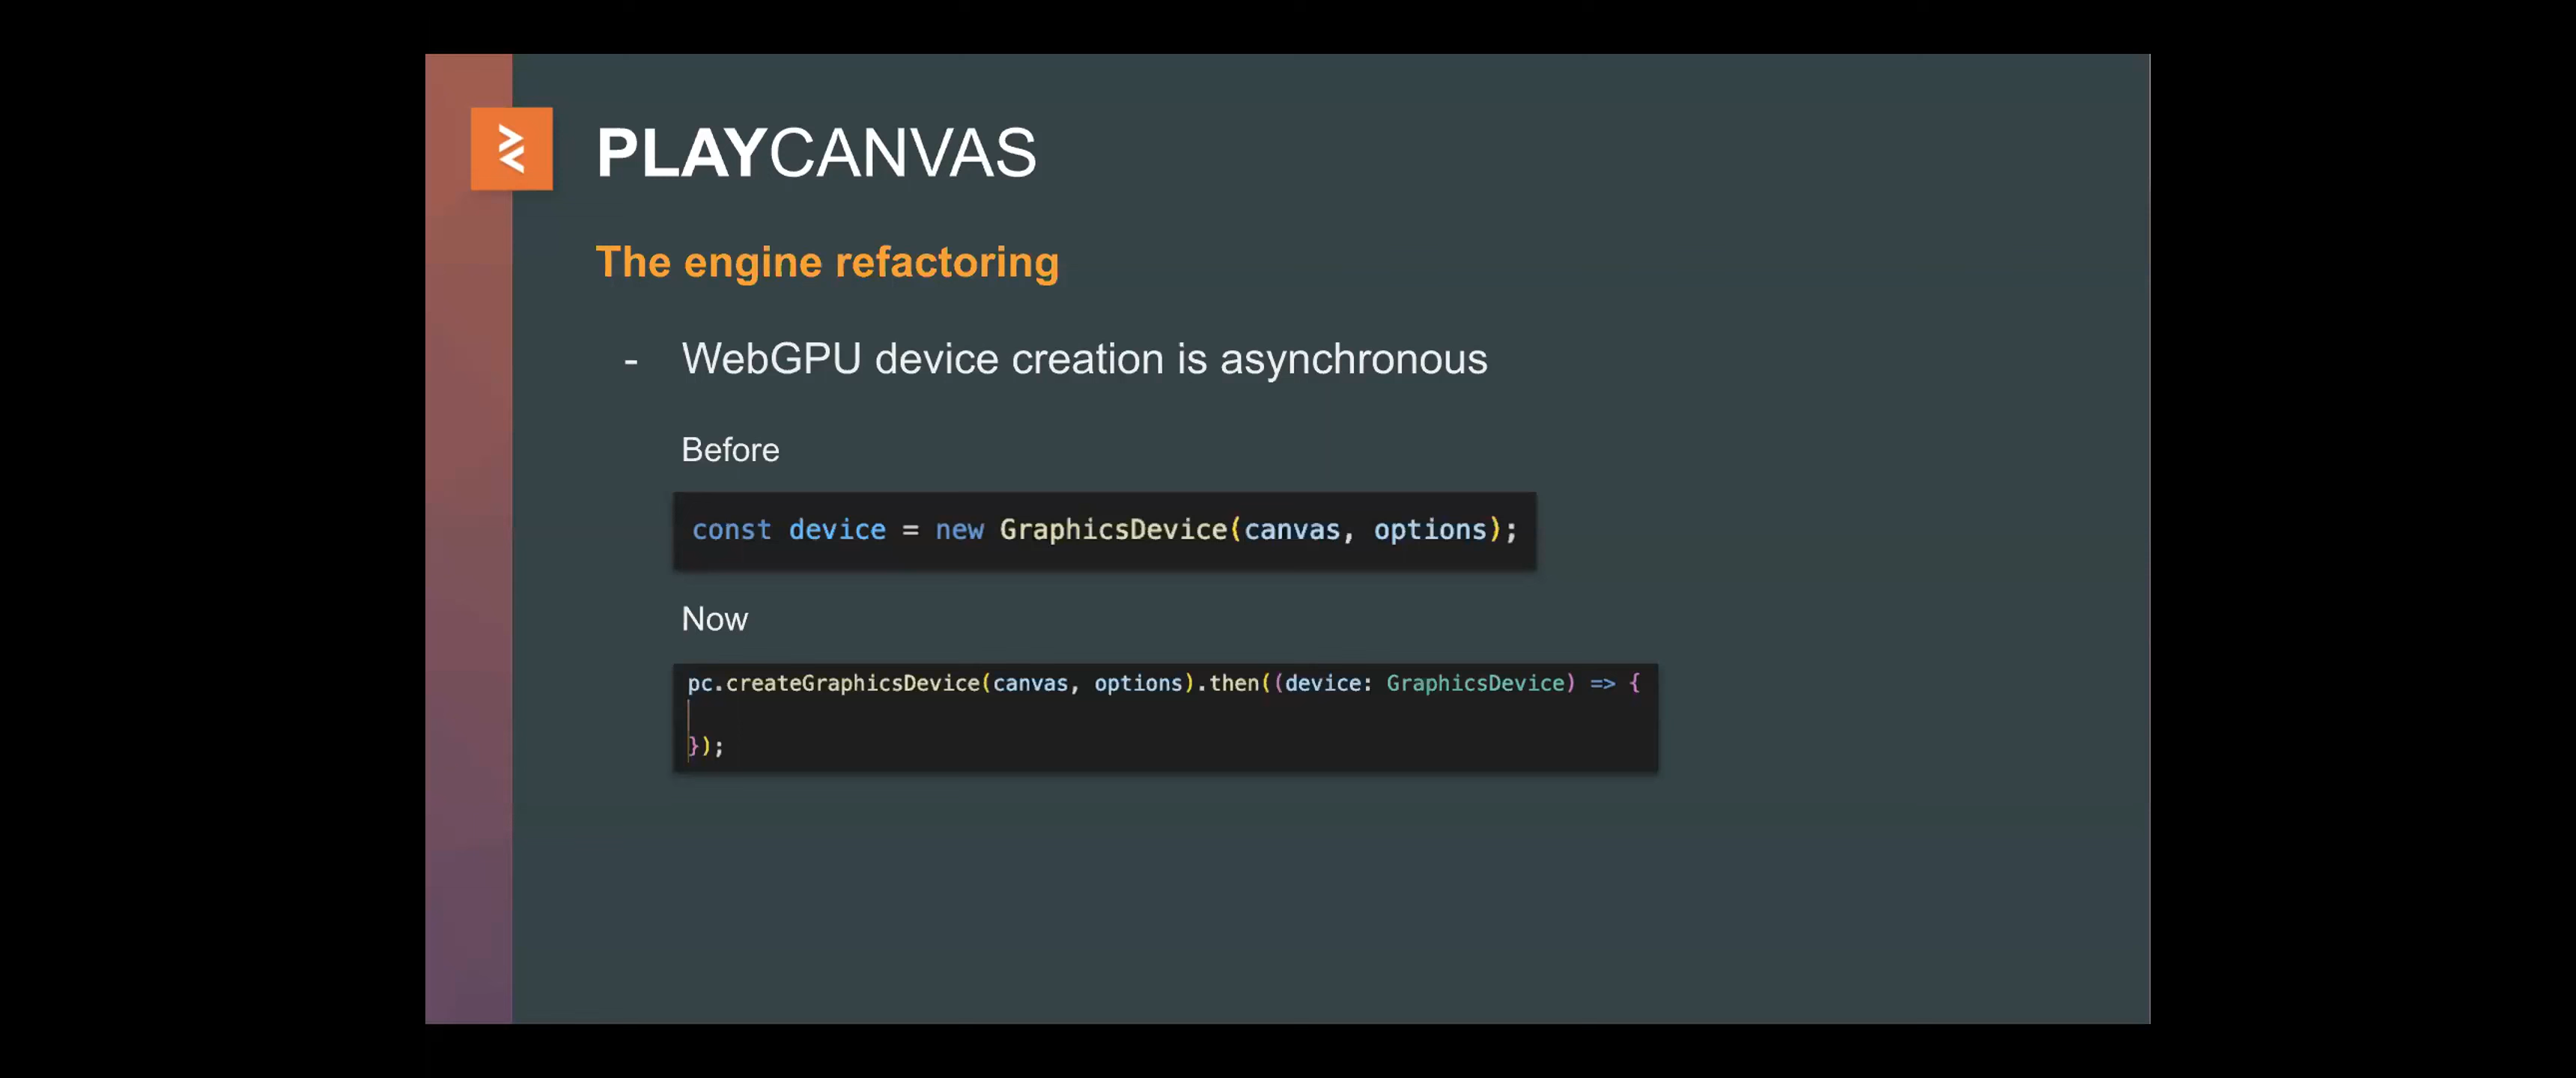 PLAYCANVAS
The engine refactoring
- WebGPU device creation is asynchronous
Before
const device = new GraphicsDevice(canvas, options);
Now
pc.createGraphicsDevice(canvas, options).then((device: GraphicsDevice) => {
});